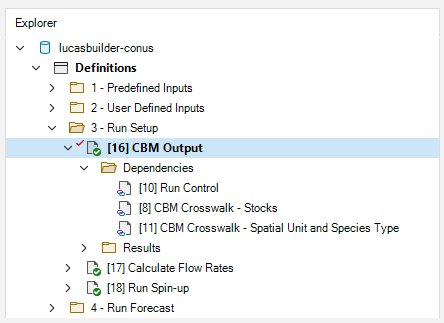 Explorer
lucasbuilder-conus
Definitions
1 - Predefined Inputs
2 - User Defined Inputs
3 - Run Setup
[16] CBM Output
Dependencies
[10] Run Control
[8] CBM Crosswalk - Stocks
[11] CBM Crosswalk - Spatial Unit and Species Type
Results
[17] Calculate Flow Rates
[18] Run Spin-up
4 - Run Forecast